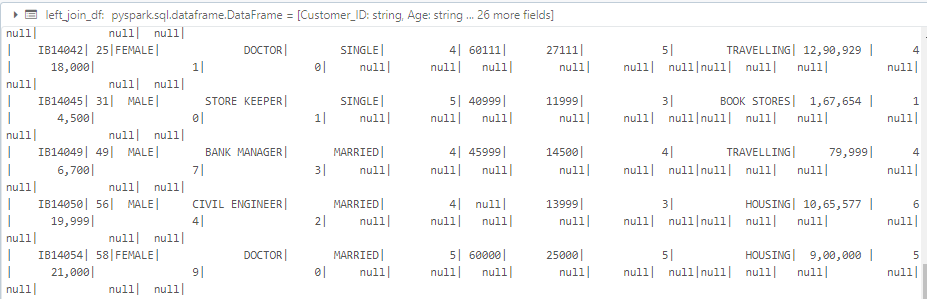 left_join_df: pyspark.sql.dataframe.DataFrame = [Customer_ID: string, Age: string ... 26 more fields]
null| null| null|
| IB14042| 25|FEMALE| DOCTOR| SINGLE| 4| 60111| 27111| 5| TRAVELLING| 12,90,929 | 4
| 18,000| 1| 0| null| null| null| null| null| null|null| null| null|
null| null| null|
| IB14045| 31| MALE| STORE KEEPER| SINGLE| 5| 40999| 11999| 3| BOOK STORES| 1,67,654 | 1
| 4,500| 0| 1| null| null| null| null| null| null|null| null| null|
null| null| null|
| IB14049| 49| MALE| BANK MANAGER| MARRIED| 4| 45999| 14500| 4| TRAVELLING| 79,999| 4
| 6,700| 7| 3| null| null| null| null| null| null|null| null| null|
null| null| null|
| IB14050| 56| MALE| CIVIL ENGINEER| MARRIED| 4| null| 13999| 3| HOUSING| 10,65,577 | 6
| 19,999| 4| 2| null| null| null| null| null| null|null| null| null|
null| null| null|
| IB14054| 58|FEMALE| DOCTOR| MARRIED| 5| 60000| 25000| 5| HOUSING| 9,00,000 | 5
| 21,000| 9| 0| null| null| null| null| null| null|null| null| null|
null| null| null|